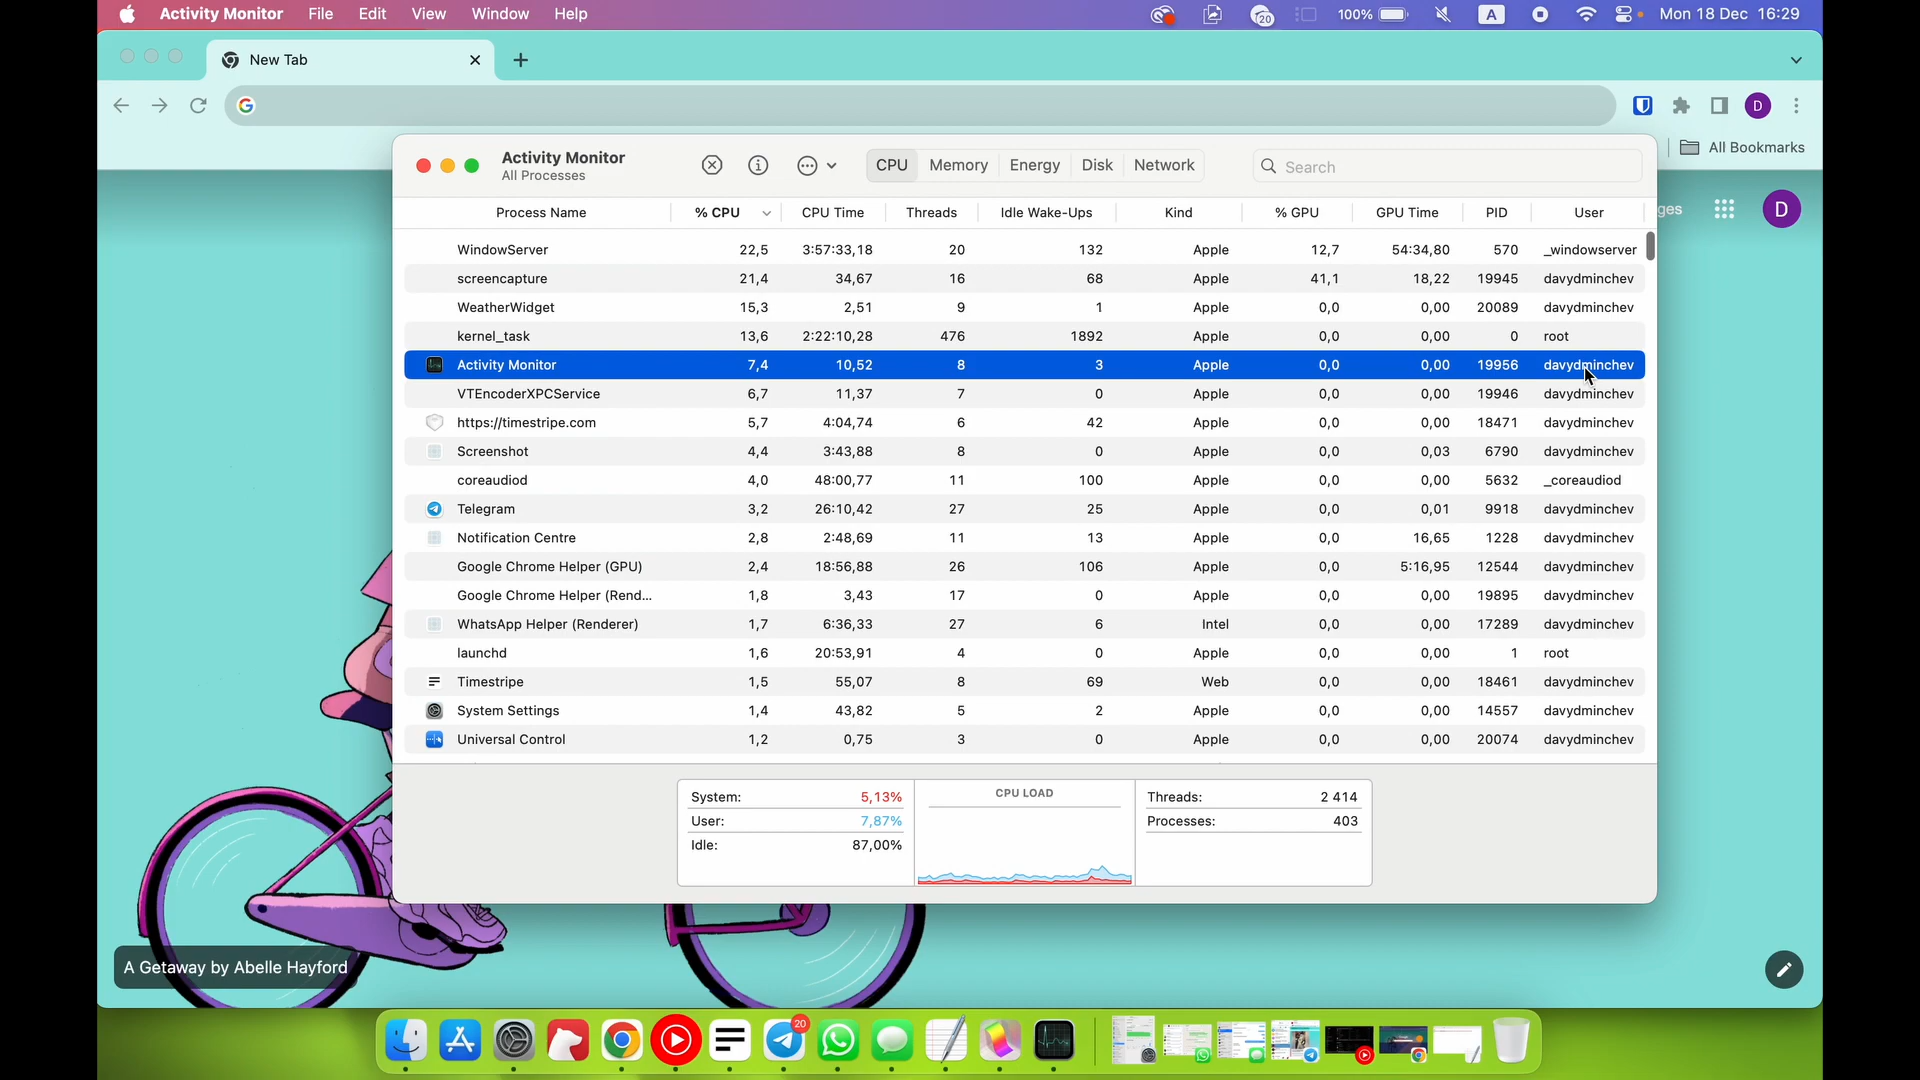 Activity Monitor File Edit View Window Help 20 100% A Mon 18 Dec 16:29
New Tab
G D
All Bookmarks
Activity Monitor
All Processes
CPU Memory Energy Disk Network Search
ges D
Process Name % CPU CPU Time Threads Idle Wake-Ups Kind % GPU GPU Time PID User
WindowServer 22,5 3:57:33,18 20 132 Apple 12,7 54:34,80 570 _windowserver
screencapture 21,4 34,67 16 68 Apple 41,1 18,22 19945 davydminchev
WeatherWidget 15,3 2,51 9 1 Apple 0,0 0,00 20089 davydminchev
kernel_task 13,6 2:22:10,28 476 1892 Apple 0,0 0,00 0 root
Activity Monitor 7,4 10,52 8 3 Apple 0,0 0,00 19956 davydminchev
VTEncoderXPCService 6,7 11,37 7 0 Apple 0,0 0,00 19946 davydminchev
https://timestripe.com 5,7 4:04,74 6 42 Apple 0,0 0,00 18471 davydminchev
Screenshot 4,4 3:43,88 8 0 Apple 0,0 0,03 6790 davydminchev
coreaudiod 4,0 48:00,77 11 100 Apple 0,0 0,00 5632 _coreaudiod
Telegram 3,2 26:10,42 27 25 Apple 0,0 0,01 9918 davydminchev
Notification Centre 2,8 2:48,69 11 13 Apple 0,0 16,65 1228 davydminchev
Google Chrome Helper (GPU) 2,4 18:56,88 26 106 Apple 0,0 5:16,95 12544 davydminchev
Google Chrome Helper (Rend... 1,8 3,43 17 0 Apple 0,0 0,00 19895 davydminchev
WhatsApp Helper (Renderer) 1,7 6:36,33 27 6 Intel 0,0 0,00 17289 davydminchev
launchd 1,6 20:53,91 4 0 Apple 0,0 0,00 1 root
Timestripe 1,5 55,07 8 69 Web 0,0 0,00 18461 davydminchev
System Settings 1,4 43,82 5 2 Apple 0,0 0,00 14557 davydminchev
Universal Control 1,2 0,75 3 0 Apple 0,0 0,00 20074 davydminchev
System: 5,13% CPU LOAD Threads: 2 414
User: 7,87% Processes: 403
Idle: 87,00%
A Getaway by Abelle Hayford
20